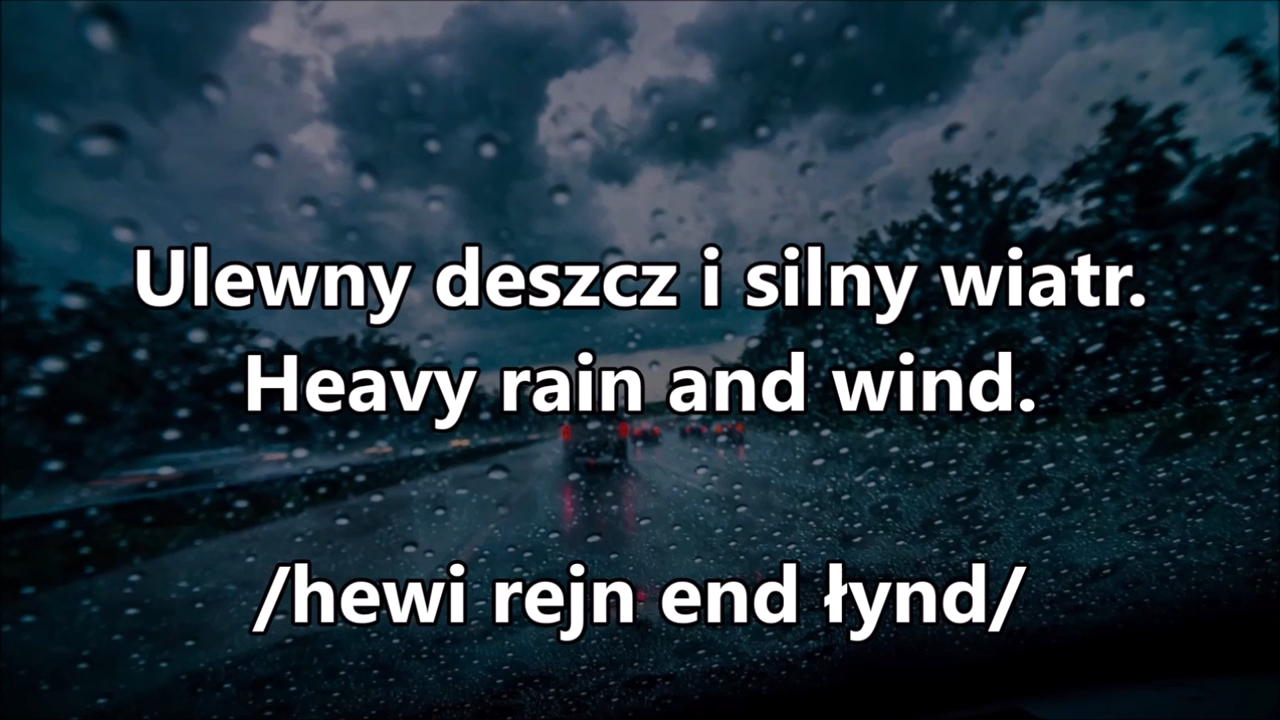 Ulewny deszcz i silny wiatr.
Heavy rain and wind.
/hewi rejn end łynd/